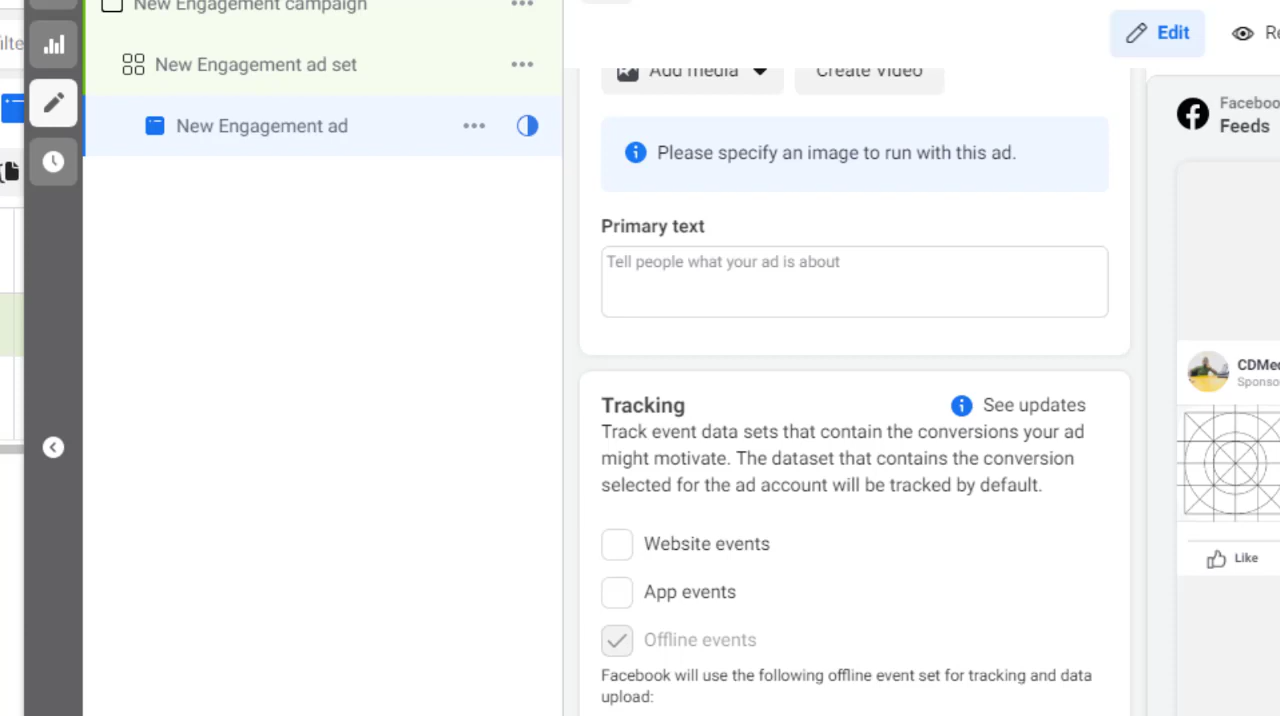 New Engagement campaign
Edit
ilte
New Engagement ad set
Add media
Create Video
Faceboo
Feeds
New Engagement ad
Please specify an image to run with this ad.
Primary text
Tell people what your ad is about
CDMed
Sponso
Tracking
See updates
Track event data sets that contain the conversions your ad
might motivate. The dataset that contains the conversion
selected for the ad account will be tracked by default.
Website events
Like
App events
Offline events
Facebook will use the following offline event set for tracking and data
upload: